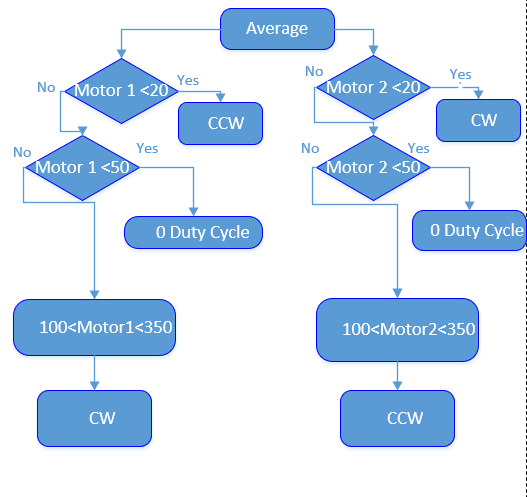 Average
Motor 1 <20
No
Yes
CCW
Motor 1 <50
No
Yes
0 Duty Cycle
100<Motor1<350
CW
Motor 2 <20
No
Yes
CW
Motor 2 <50
No
Yes
0 Duty Cycle
100<Motor2<350
CCW